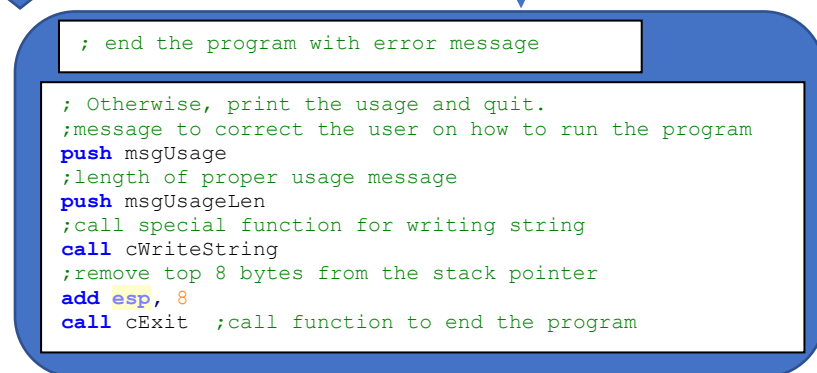 ; end the program with error message
; Otherwise, print the usage and quit.
;message to correct the user on how to run the program
push msgUsage
;length of proper usage message
push msgUsageLen
;call special function for writing string
call cWriteString
;remove top 8 bytes from the stack pointer
add esp, 8
call cExit  ;call function to end the program